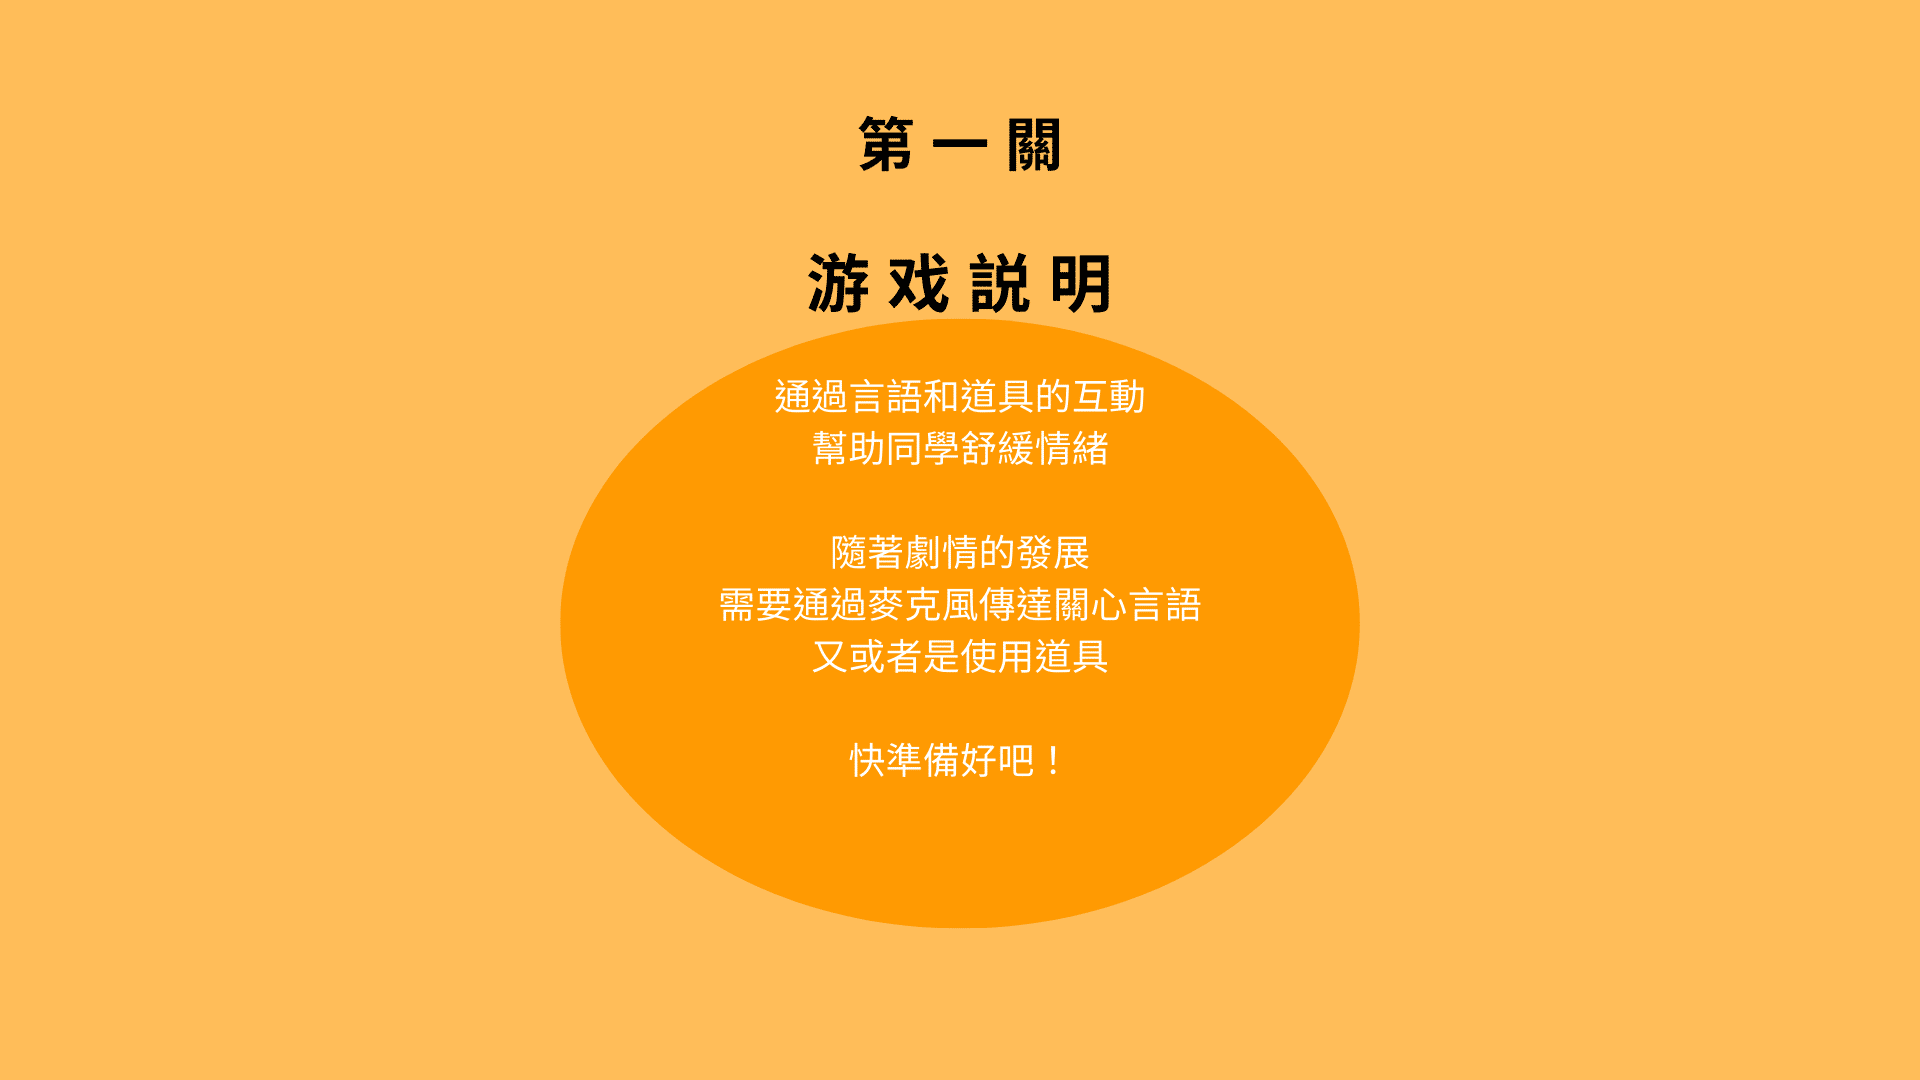 第一關
游戏説明
通過言語和道具的互動
幫助同學舒緩情緒
隨著劇情的發展
需要通過麥克風傳達關心言語
又或者是使用道具
快準備好吧！